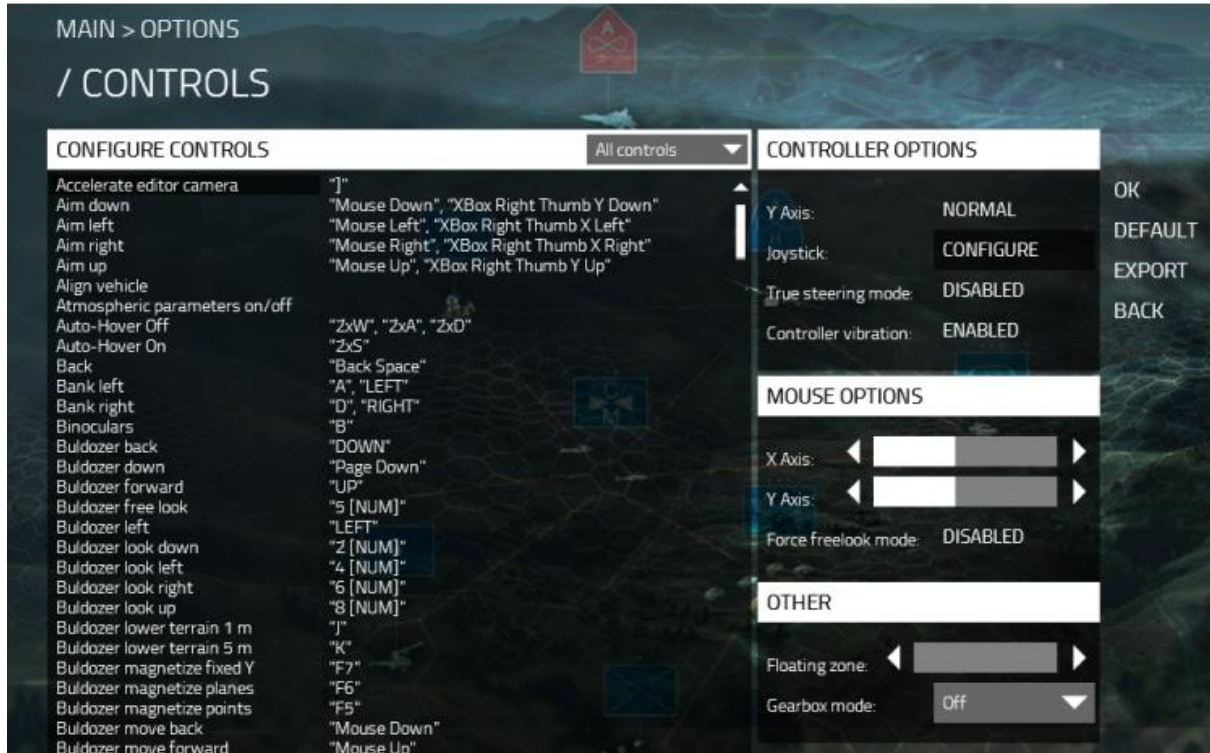 MAIN > OPTIONS
/ CONTROLS
CONFIGURE CONTROLS All controls
Accelerate editor camera "]"
Aim down "Mouse Down", "XBox Right Thumb Y Down"
Aim left "Mouse Left", "XBox Right Thumb X Left"
Aim right "Mouse Right", "XBox Right Thumb X Right"
Aim up "Mouse Up", "XBox Right Thumb Y Up"
Align vehicle
Atmospheric parameters on/off
Auto-Hover Off "2xW", "2xA", "2xD"
Auto-Hover On "2xS"
Back "Back Space"
Bank left "A", "LEFT"
Bank right "D", "RIGHT"
Binoculars "B"
Buldozer back "DOWN"
Buldozer down "Page Down"
Buldozer forward "UP"
Buldozer free look "5 [NUM]"
Buldozer left "LEFT"
Buldozer look down "2 [NUM]"
Buldozer look left "4 [NUM]"
Buldozer look right "6 [NUM]"
Buldozer look up "8 [NUM]"
Buldozer lower terrain 1 m "J"
Buldozer lower terrain 5 m "K"
Buldozer magnetize fixed Y "F7"
Buldozer magnetize planes "F6"
Buldozer magnetize points "F5"
Buldozer move back "Mouse Down"
Buldozer move forward "Mouse Up"
CONTROLLER OPTIONS
Y Axis: NORMAL
Joystick: CONFIGURE
True steering mode: DISABLED
Controller vibration: ENABLED
MOUSE OPTIONS
X Axis:
Y Axis:
Force freelook mode: DISABLED
OTHER
Floating zone:
Gearbox mode: Off
OK
DEFAULT
EXPORT
BACK